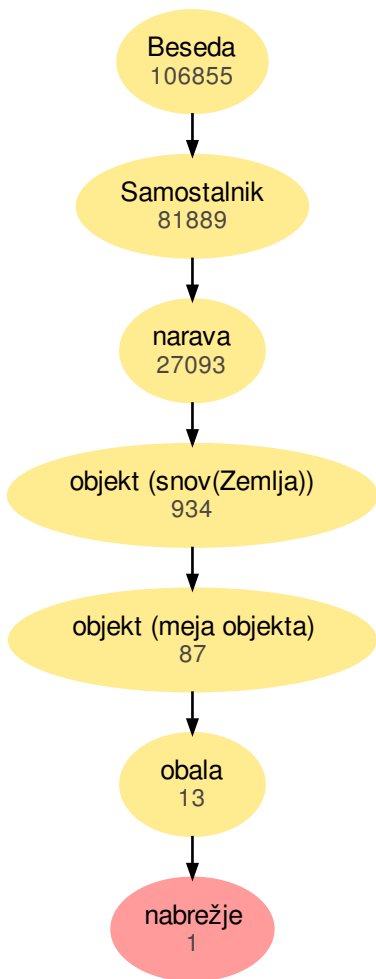 Beseda
106855
Samostalnik
81889
narava
27093
objekt (snov(Zemlja))
934
objekt (meja objekta)
87
obala
13
nabrežje
1